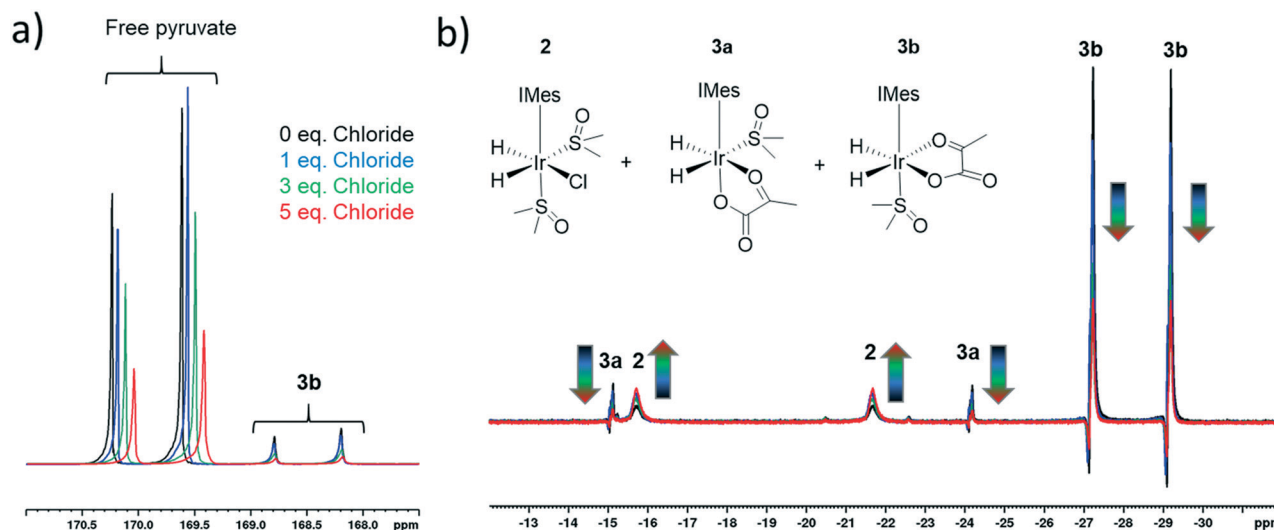 a)
Free pyruvate
0 eq. Chloride
1 eq. Chloride
3 eq. Chloride
5 eq. Chloride
3b
170.5 170.0 169.5 169.0 168.5 168.0 ppm
b)
2 3a 3b
IMes
H
H
Ir
S
O
Cl
S
O
+
IMes
H
H
Ir
S
O
O
O
O
+
IMes
H
H
Ir
O
O
O
S
O
3b 3b
3a 2 2 3a
-13 -14 -15 -16 -17 -18 -19 -20 -21 -22 -23 -24 -25 -26 -27 -28 -29 -30